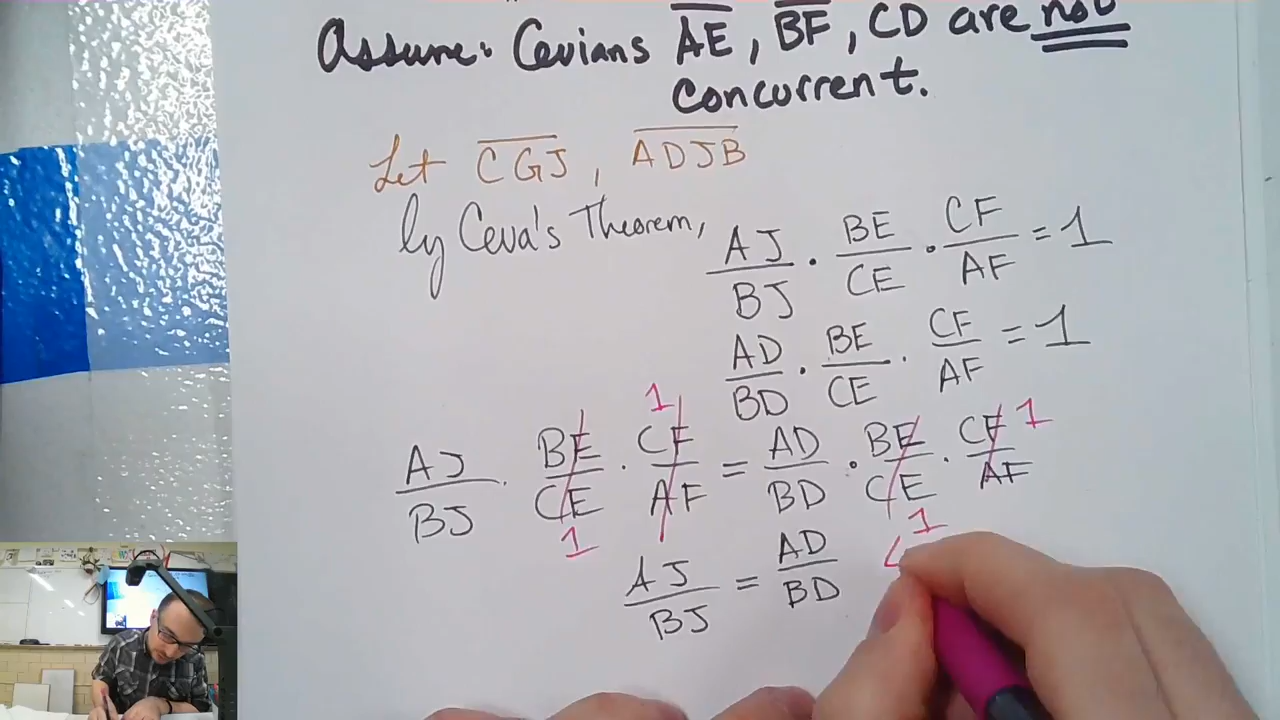 Assume: Cevians AE, BF, CD are not
concurrent.
Let CGJ, ADJB
by Ceva's Theorem,
AJ/BJ · BE/CE · CF/AF = 1
AD/BD · BE/CE · CF/AF = 1
1 1
AJ/BJ · BE/CE · CF/AF = AD/BD · BE/CE · CF/AF
1 1
AJ/BJ = AD/BD